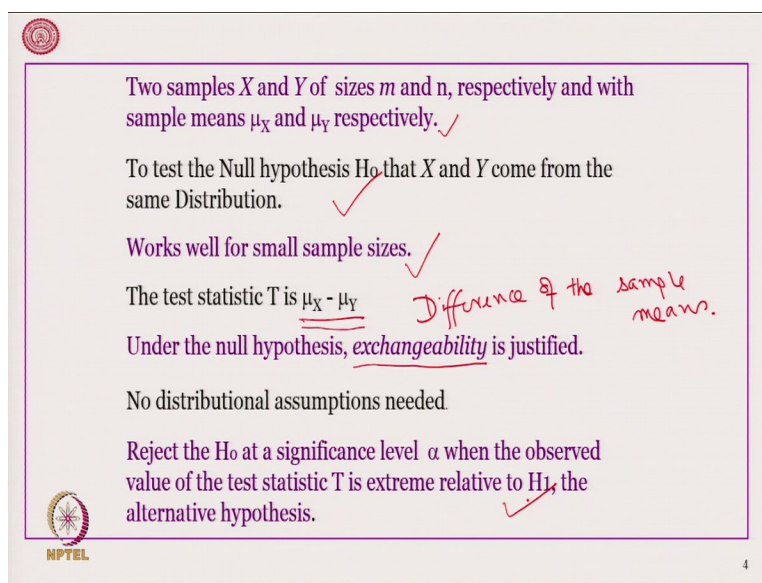 Two samples X and Y of sizes m and n, respectively and with
sample means μX and μY respectively.
To test the Null hypothesis H0 that X and Y come from the
same Distribution.
Works well for small sample sizes.
The test statistic T is μX - μY
Difference of the sample
means.
Under the null hypothesis, exchangeability is justified.
No distributional assumptions needed.
Reject the H0 at a significance level α when the observed
value of the test statistic T is extreme relative to H1, the
alternative hypothesis.
NPTEL
4